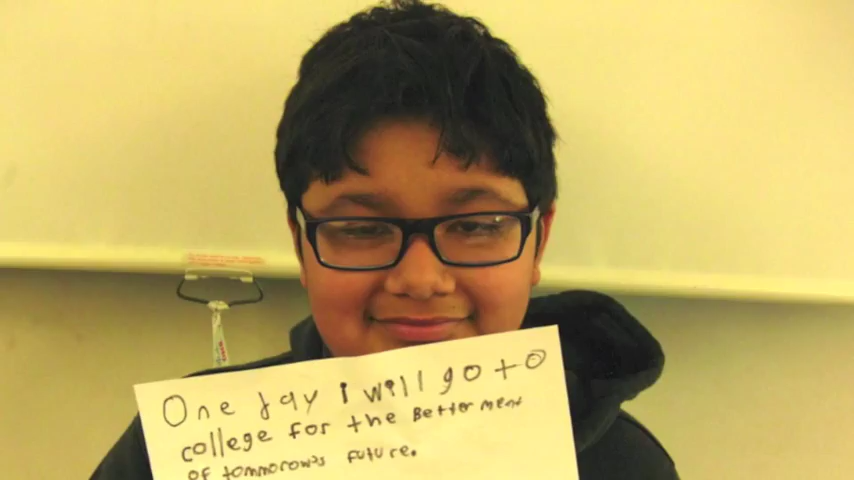 One day i will go to
college for the Betterment
of tommorow's future.